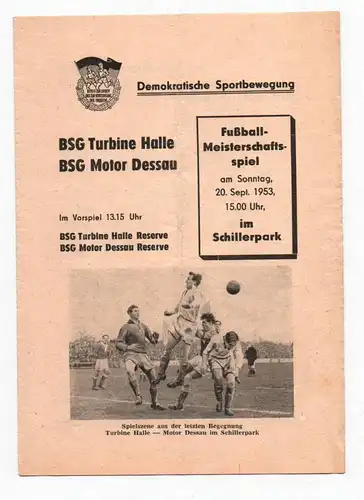 Demokratische Sportbewegung
BSG Turbine Halle
BSG Motor Dessau
Im Vorspiel 13.15 Uhr
BSG Turbine Halle Reserve
BSG Motor Dessau Reserve
Fußball-
Meisterschafts-
spiel
am Sonntag,
20. Sept. 1953,
15.00 Uhr,
im
Schillerpark
Spielszene aus der letzten Begegnung
Turbine Halle — Motor Dessau im Schillerpark